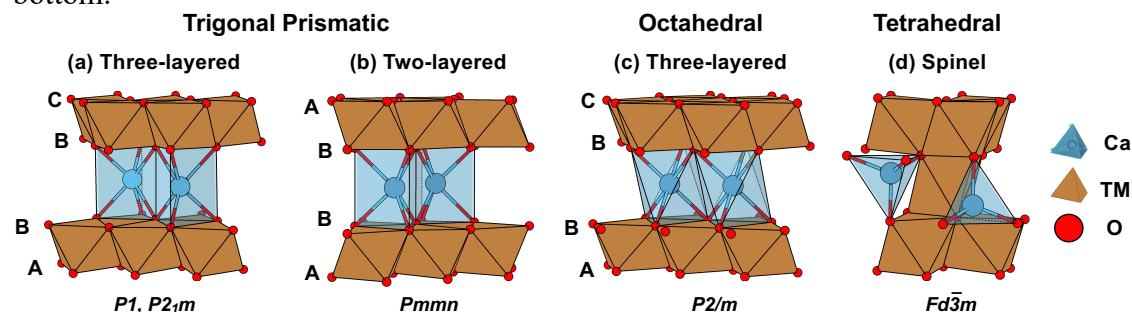 bottom.
Trigonal Prismatic
Octahedral
Tetrahedral
(a) Three-layered
(b) Two-layered
(c) Three-layered
(d) Spinel
C
B
B
A
A
B
B
A
C
B
B
A
Ca
TM
O
P1, P2₁m
Pmmn
P2/m
Fd3̅m